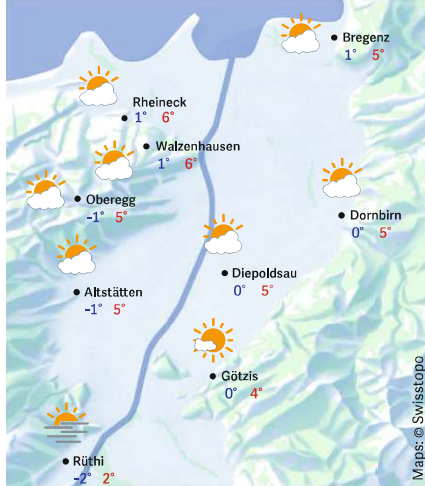 Bregenz
1° 5°
Rheineck
1° 6°
Walzenhausen
1° 6°
Oberegg
-1° 5°
Dornbirn
0° 5°
Diepoldsau
0° 5°
Altstätten
-1° 5°
Götzis
0° 4°
Rüthi
-2° 2°
Maps: © Swisstopo